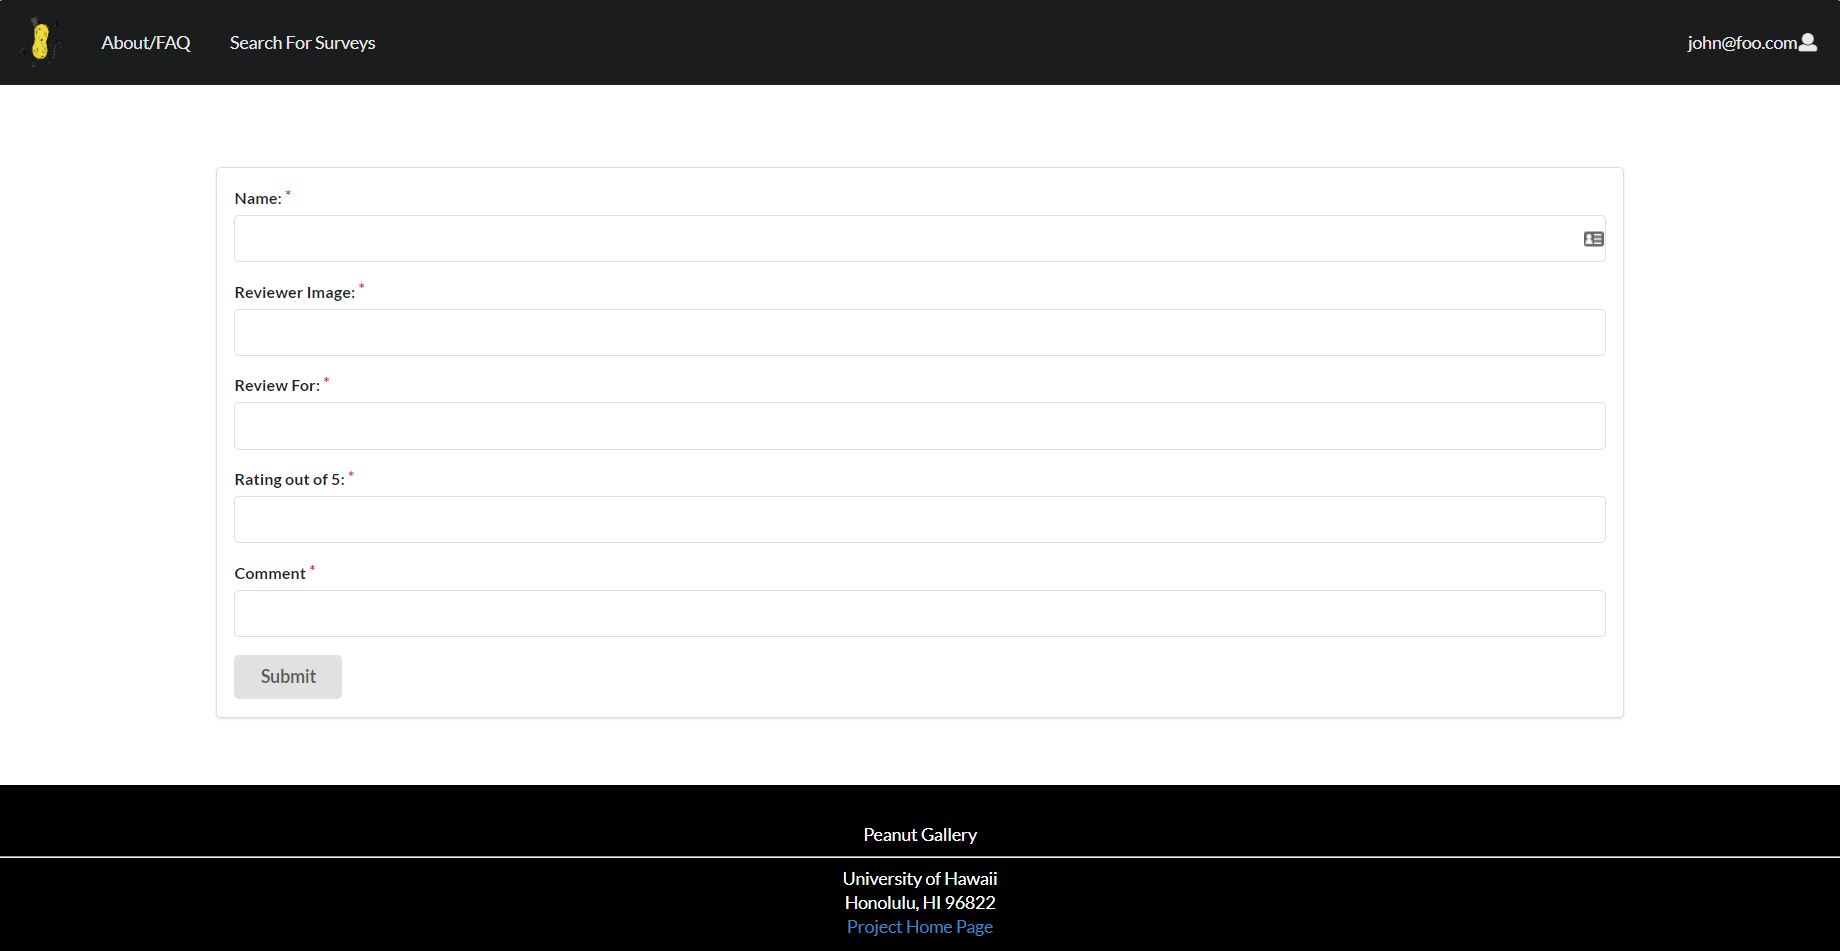 About/FAQ
Search For Surveys
john@foo.com
Name: *
Reviewer Image: *
Review For: *
Rating out of 5: *
Comment *
Submit
Peanut Gallery
University of Hawaii
Honolulu, HI 96822
Project Home Page